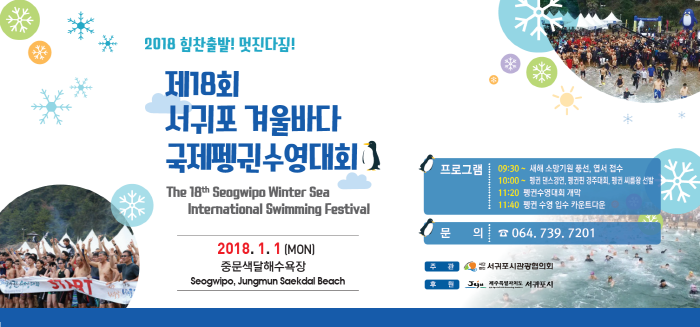 2018 힘찬출발! 멋진다짐!
제18회
서귀포 겨울바다
국제펭귄수영대회
The 18th Seogwipo Winter Sea
International Swimming Festival
2018. 1. 1 (MON)
중문색달해수욕장
Seogwipo, Jungmun Saekdal Beach
START
프로그램
09:30 ~ 새해 소망기원 풍선, 엽서 접수
10:00 ~ 펭귄 댄스경연, 펭귄핀 경주대회, 펭귄 씨름왕 선발
11:20 펭귄수영대회 개막
11:40 펭귄 수영 입수 카운트다운
문 의 ☎ 064. 739. 7201
주 관 서귀포시관광협의회
후 원 Jeju 제주특별자치도 서귀포시